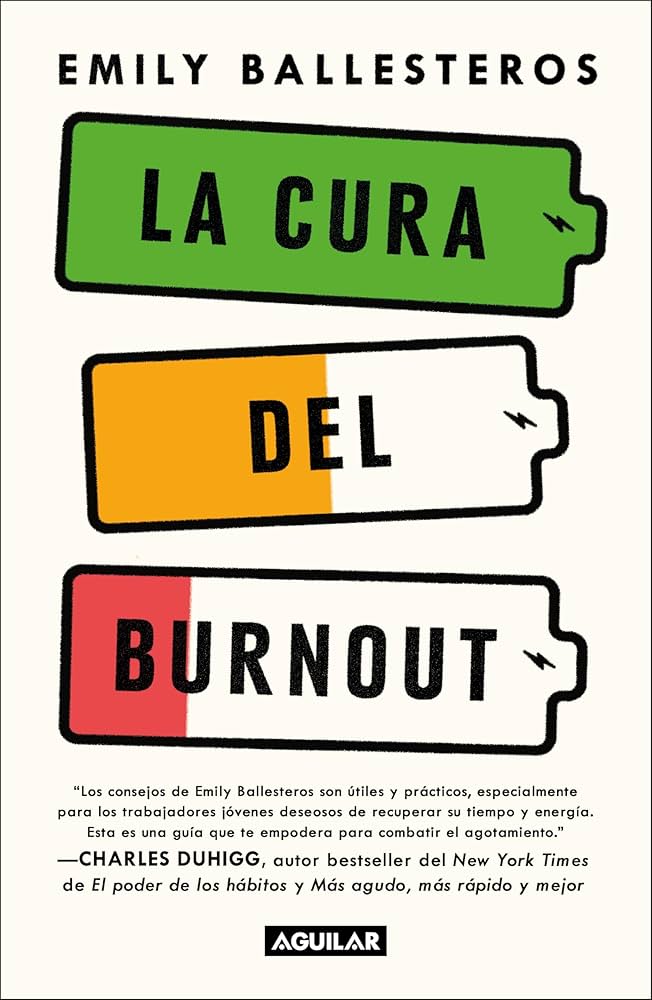 EMILY BALLESTEROS
LA CURA
DEL
BURNOUT
“Los consejos de Emily Ballesteros son útiles y prácticos, especialmente
para los trabajadores jóvenes deseosos de recuperar su tiempo y energía.
Esta es una guía que te empodera para combatir el agotamiento.”
—CHARLES DUHIGG, autor bestseller del New York Times
de El poder de los hábitos y Más agudo, más rápido y mejor
AGUILAR